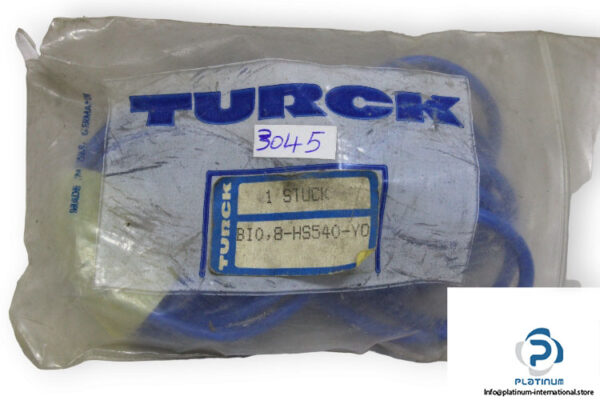 TURCK
3045
MADE IN W. GERMANY
TURCK
1 STUCK
BI0,8-HS540-Y0
PLATINUM
Info@platinum-international.store